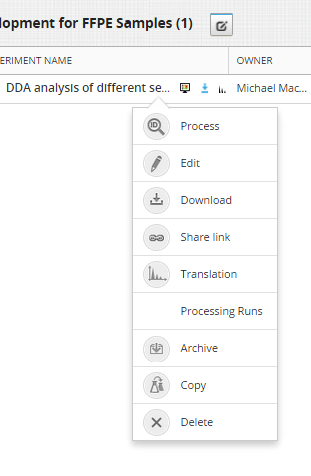 lopment for FFPE Samples (1)
ERIMENT NAME OWNER
DDA analysis of different se... Michael Mac...
ID Process
Edit
Download
Share link
Translation
Processing Runs
Archive
Copy
Delete